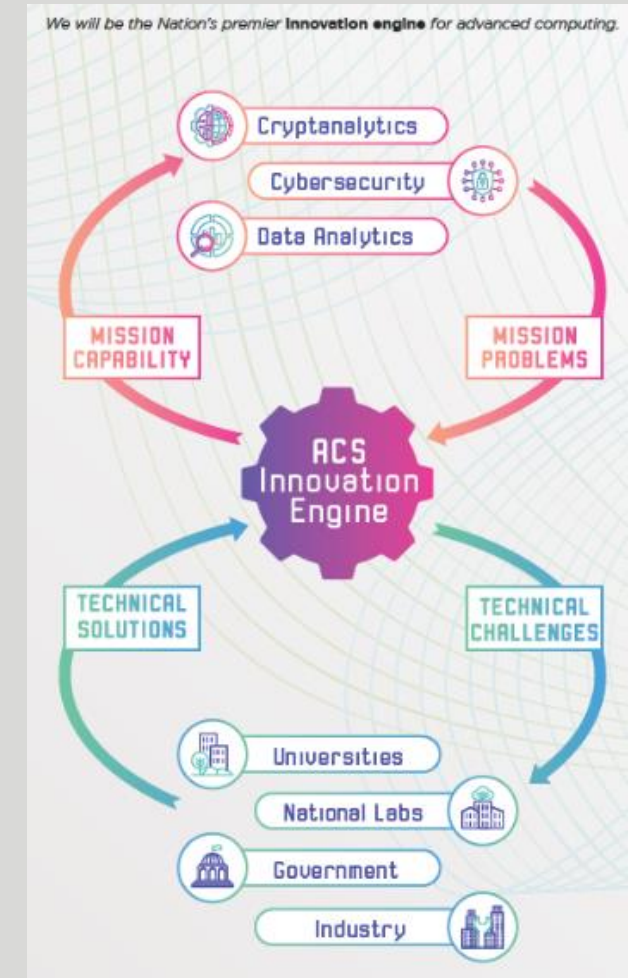 We will be the Nation's premier innovation engine for advanced computing.
Cryptanalytics
Cybersecurity
Data Analytics
MISSION
CAPABILITY
MISSION
PROBLEMS
ACS
Innovation
Engine
TECHNICAL
SOLUTIONS
TECHNICAL
CHALLENGES
Universities
National Labs
Government
Industry